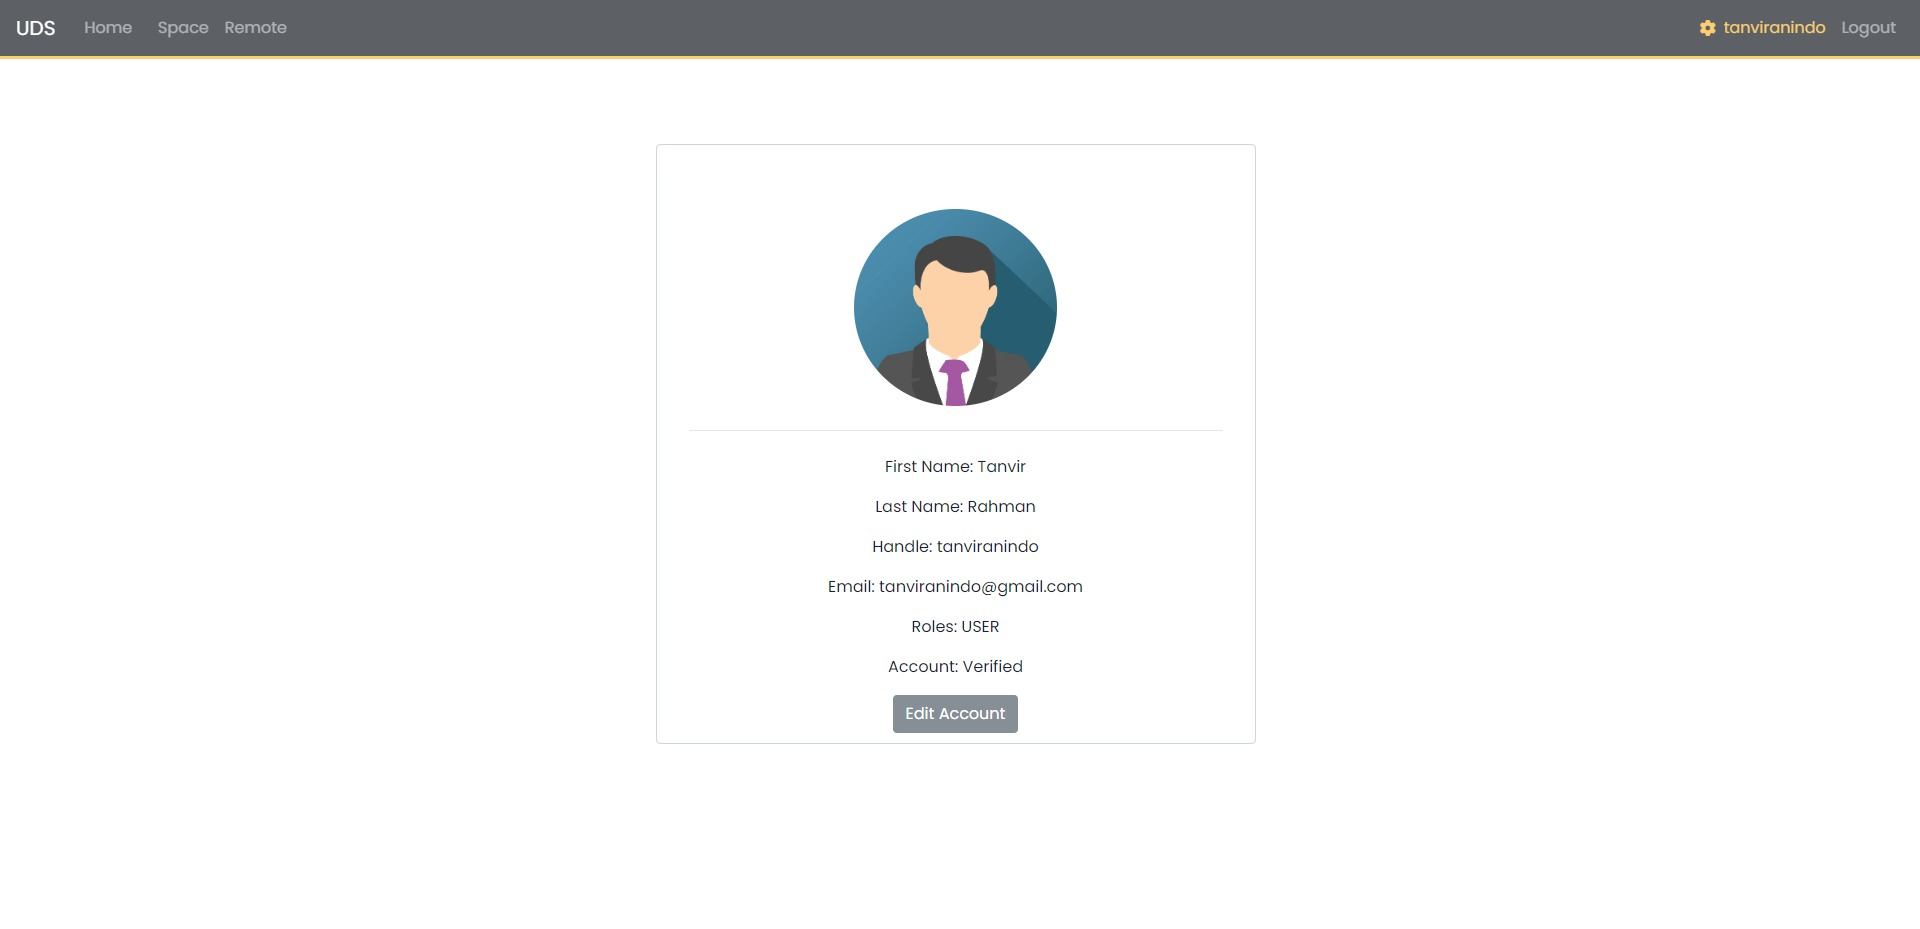 UDS Home Space Remote tanviranindo Logout
First Name: Tanvir
Last Name: Rahman
Handle: tanviranindo
Email: tanviranindo@gmail.com
Roles: USER
Account: Verified
Edit Account